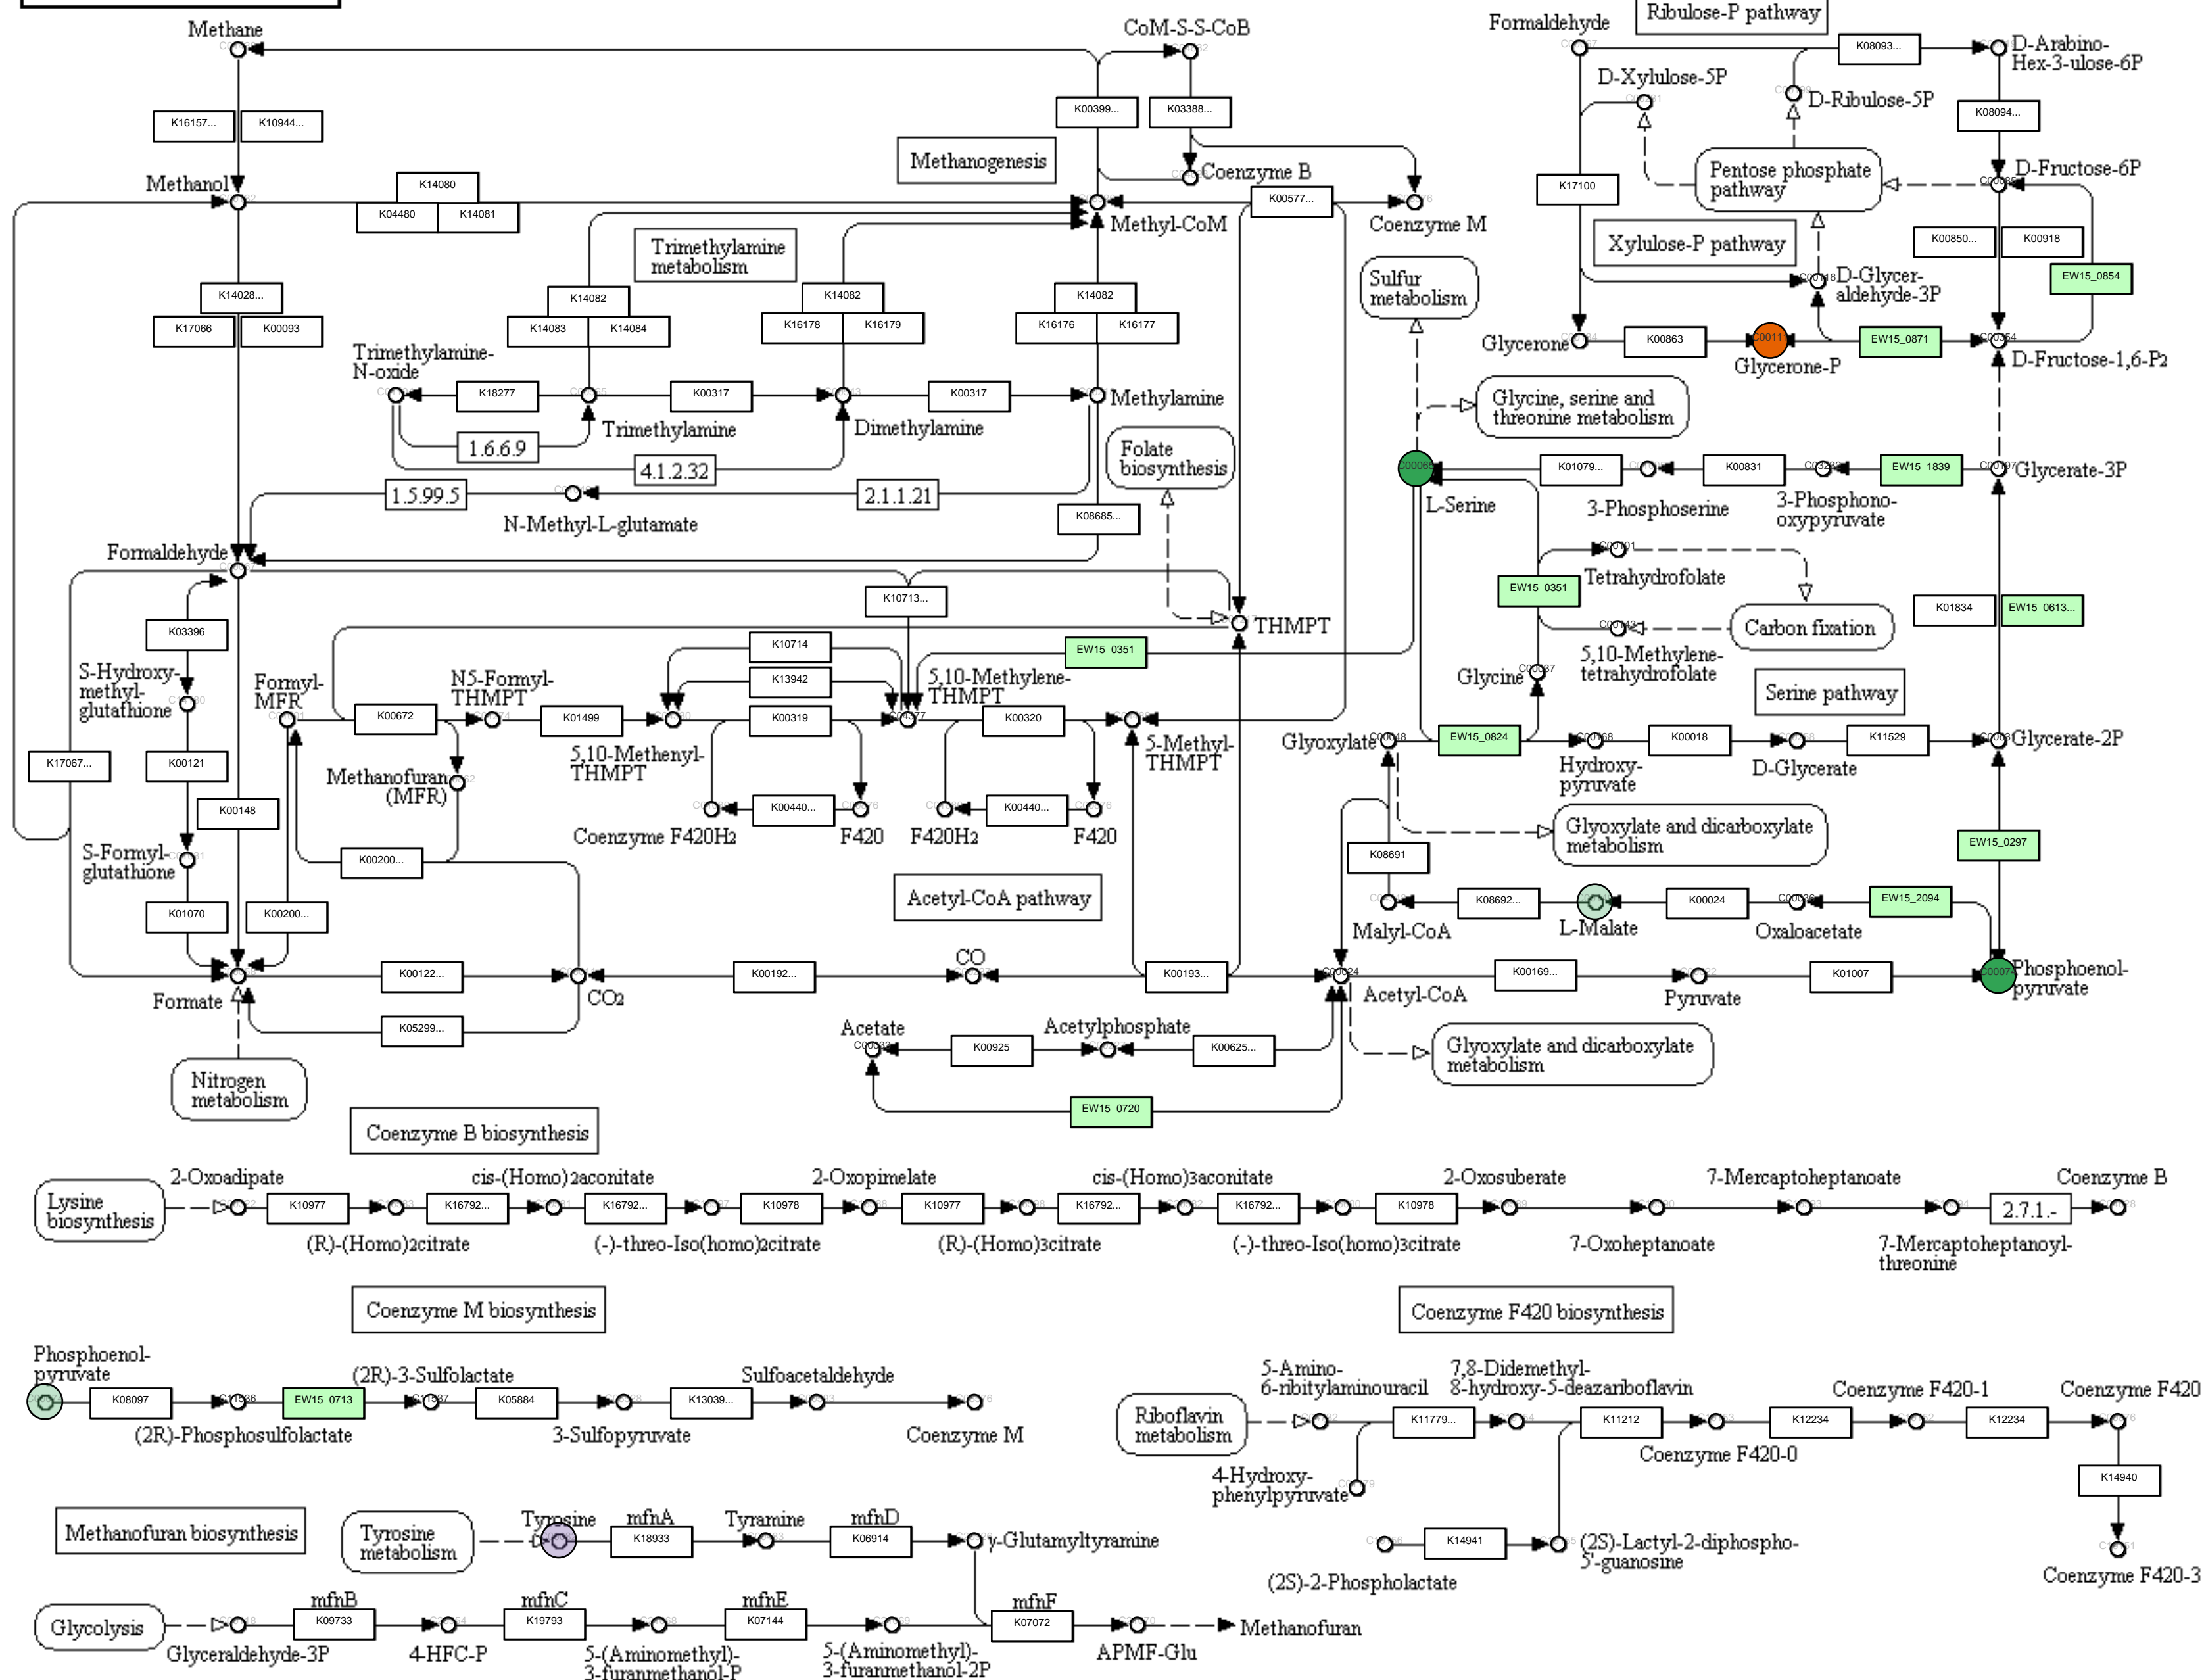 Methane
CoM-S-S-CoB
Formaldehyde
Ribulose-P pathway
K08093...
D-Arabino-
Hex-3-ulose-6P
D-Xylulose-5P
D-Ribulose-5P
K16157...
K10944...
K00399...
K03388...
K08094...
Methanogenesis
Coenzyme B
Pentose phosphate
pathway
D-Fructose-6P
Methanol
K14080
K04480
K14081
K00577...
K17100
Methyl-CoM
Coenzyme M
Trimethylamine
metabolism
Xylulose-P pathway
K00850...
K00918
Sulfur
metabolism
D-Glycer-
aldehyde-3P
EW15_0854
K14028...
K17066
K00093
K14082
K14083
K14084
K14082
K16178
K16179
K14082
K16176
K16177
Glycerone
K00863
C00111
Glycerone-P
EW15_0871
D-Fructose-1,6-P2
Trimethylamine-
N-oxide
K18277
K00317
K00317
Methylamine
Glycine, serine and
threonine metabolism
Trimethylamine
Dimethylamine
1.6.6.9
4.1.2.32
Folate
biosynthesis
C00065
K01079...
K00831
EW15_1839
Glycerate-3P
1.5.99.5
2.1.1.21
N-Methyl-L-glutamate
K08685...
L-Serine
3-Phosphoserine
3-Phosphono-
oxypyruvate
Formaldehyde
C00101
Tetrahydrofolate
K10713...
EW15_0351
K01834
EW15_0613...
K03396
THMPT
C00143
Carbon fixation
K10714
EW15_0351
5,10-Methylene-
tetrahydrofolate
S-Hydroxy-
methyl-
glutathione
Formyl-
MFR
N5-Formyl-
THMPT
K13942
5,10-Methylene-
THMPT
Glycine
C00037
Serine pathway
K00672
K01499
K00319
K00320
5,10-Methenyl-
THMPT
5-Methyl-
THMPT
Glyoxylate
C00048
EW15_0824
C00168
K00018
K11529
Glycerate-2P
Hydroxy-
pyruvate
D-Glycerate
K17067...
K00121
Methanofuran
(MFR)
K00148
K00440...
K00440...
Coenzyme F420H2
F420
F420H2
F420
Glyoxylate and dicarboxylate
metabolism
EW15_0297
S-Formyl-
glutathione
K00200...
K08691
Acetyl-CoA pathway
K01070
K00200...
K08692...
K00024
C00036
EW15_2094
Malyl-CoA
L-Malate
Oxaloacetate
CO
K00122...
K00192...
K00193...
C00024
K00169...
K01007
C00074
Phosphoenol-
pyruvate
Formate
CO2
Acetyl-CoA
Pyruvate
K05299...
Acetate
C00033
K00925
Acetylphosphate
K00625...
Glyoxylate and dicarboxylate
metabolism
Nitrogen
metabolism
EW15_0720
Coenzyme B biosynthesis
2-Oxoadipate
cis-(Homo)2aconitate
2-Oxopimelate
cis-(Homo)3aconitate
2-Oxosuberate
7-Mercaptoheptanoate
Coenzyme B
Lysine
biosynthesis
K10977
K16792...
K16792...
K10978
K10977
K16792...
K16792...
K10978
2.7.1.-
(R)-(Homo)2citrate
(-)-threo-Iso(homo)2citrate
(R)-(Homo)3citrate
(-)-threo-Iso(homo)3citrate
7-Oxoheptanoate
7-Mercaptoheptanoyl-
threonine
Coenzyme M biosynthesis
Coenzyme F420 biosynthesis
Phosphoenol-
pyruvate
(2R)-3-Sulfolactate
Sulfoacetaldehyde
K08097
C11536
EW15_0713
C11537
K05884
K13039...
(2R)-Phosphosulfolactate
3-Sulfopyruvate
Coenzyme M
5-Amino-
6-ribitylaminouracil
7,8-Didemethyl-
8-hydroxy-5-deazariboflavin
Coenzyme F420-1
Coenzyme F420
Riboflavin
metabolism
K11779...
K11212
K12234
K12234
Coenzyme F420-0
4-Hydroxy-
phenylpyruvate
K14940
Methanofuran biosynthesis
Tyrosine
metabolism
Tyrosine
mfnA
K18933
Tyramine
mfnD
K06914
γ-Glutamyltyramine
K14941
(2S)-Lactyl-2-diphospho-
5'-guanosine
(2S)-2-Phospholactate
Coenzyme F420-3
Glycolysis
mfnB
K09733
mfnC
K19793
mfnE
K07144
mfnF
K07072
Methanofuran
Glyceraldehyde-3P
4-HFC-P
5-(Aminomethyl)-
3-furanmethanol-P
5-(Aminomethyl)-
3-furanmethanol-2P
APMF-Glu